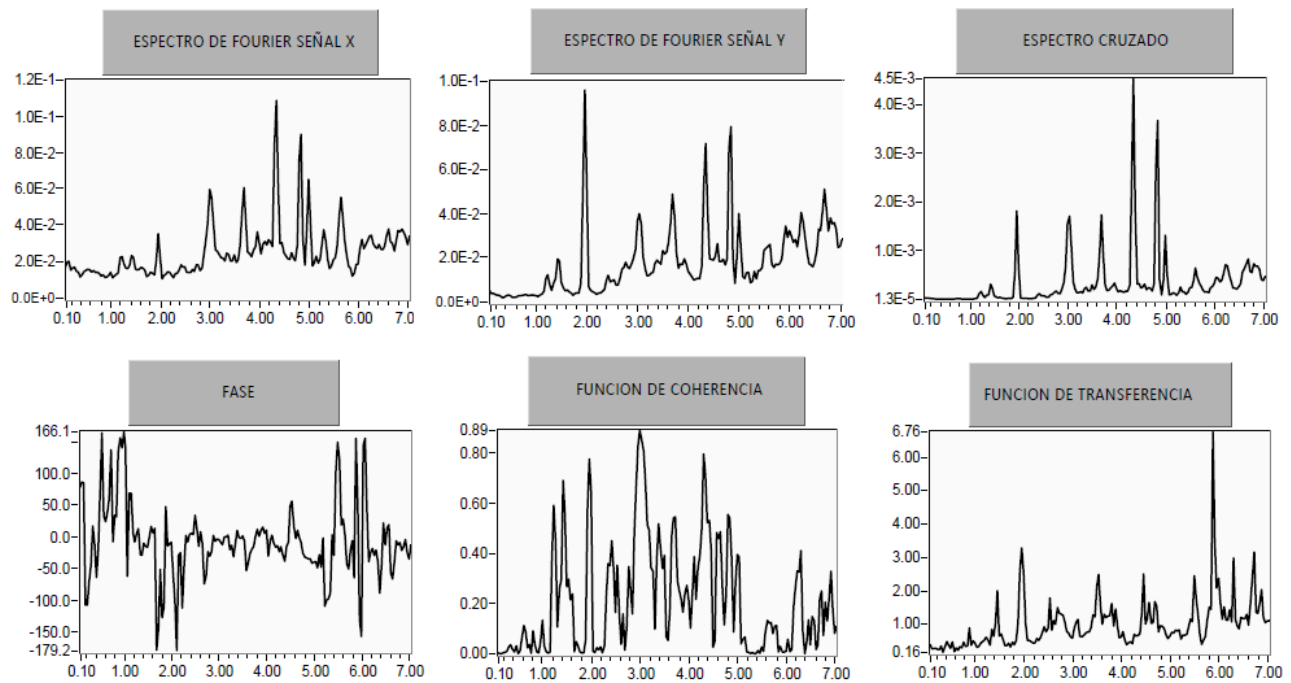 ESPECTRO DE FOURIER SEÑAL X
1.2E-1
1.0E-1
8.0E-2
6.0E-2
4.0E-2
2.0E-2
0.0E+0
0.10 1.00 2.00 3.00 4.00 5.00 6.00 7.00
ESPECTRO DE FOURIER SEÑAL Y
1.0E-1
8.0E-2
6.0E-2
4.0E-2
2.0E-2
0.0E+0
0.10 1.00 2.00 3.00 4.00 5.00 6.00 7.00
ESPECTRO CRUZADO
4.5E-3
4.0E-3
3.0E-3
2.0E-3
1.0E-3
1.3E-5
0.10 1.00 2.00 3.00 4.00 5.00 6.00 7.00
FASE
166.1
100.0
50.0
0.0
-50.0
-100.0
-150.0
-179.2
0.10 1.00 2.00 3.00 4.00 5.00 6.00 7.00
FUNCION DE COHERENCIA
0.89
0.80
0.60
0.40
0.20
0.00
0.10 1.00 2.00 3.00 4.00 5.00 6.00 7.00
FUNCION DE TRANSFERENCIA
6.76
6.00
5.00
4.00
3.00
2.00
1.00
0.16
0.10 1.00 2.00 3.00 4.00 5.00 6.00 7.00